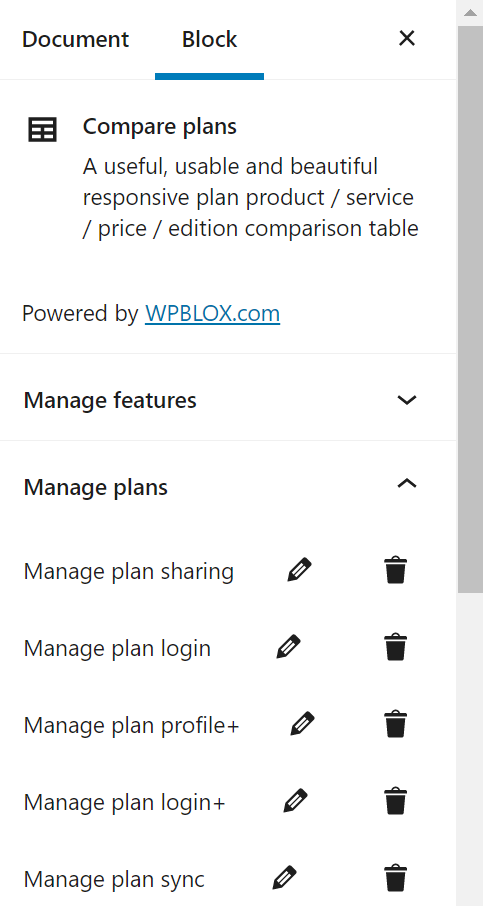 Document Block
Compare plans
A useful, usable and beautiful
responsive plan product / service
/ price / edition comparison table
Powered by WPBLOX.com
Manage features
Manage plans
Manage plan sharing
Manage plan login
Manage plan profile+
Manage plan login+
Manage plan sync